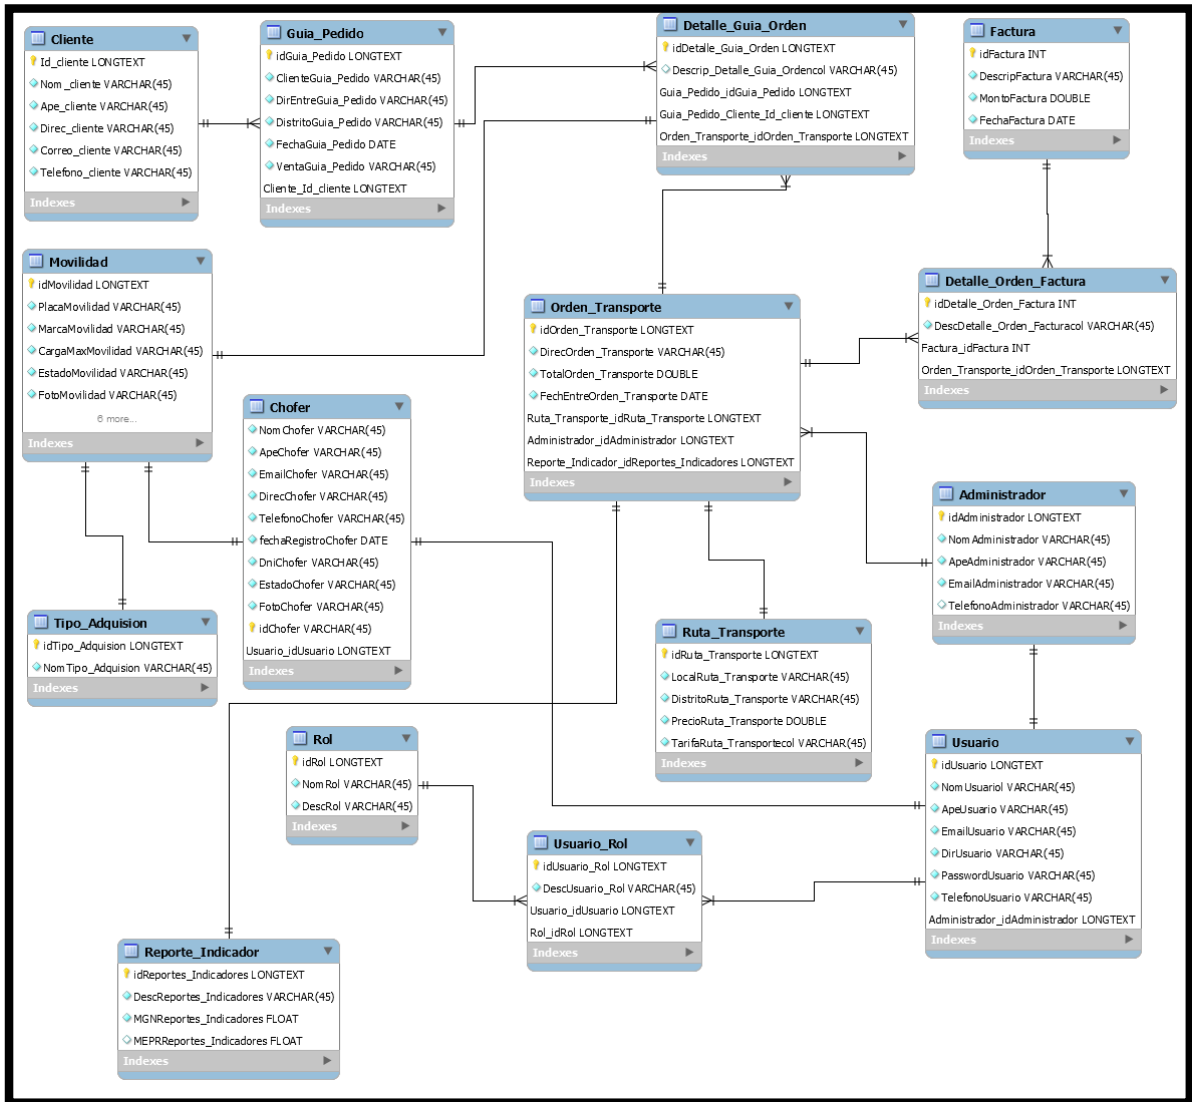 Cliente
Id_cliente LONGTEXT
Nom_cliente VARCHAR(45)
Ape_cliente VARCHAR(45)
Direc_cliente VARCHAR(45)
Correo_cliente VARCHAR(45)
Telefono_cliente VARCHAR(45)
Indexes
Guia_Pedido
idGuia_Pedido LONGTEXT
ClienteGuia_Pedido VARCHAR(45)
DirEntreGuia_Pedido VARCHAR(45)
DistritoGuia_Pedido VARCHAR(45)
FechaGuia_Pedido DATE
VentaGuia_Pedido VARCHAR(45)
Cliente_Id_cliente LONGTEXT
Indexes
Detalle_Guia_Orden
idDetalle_Guia_Orden LONGTEXT
Descrip_Detalle_Guia_Ordencol VARCHAR(45)
Guia_Pedido_idGuia_Pedido LONGTEXT
Guia_Pedido_Cliente_Id_cliente LONGTEXT
Orden_Transporte_idOrden_Transporte LONGTEXT
Indexes
Factura
idFactura INT
DescripFactura VARCHAR(45)
MontoFactura DOUBLE
FechaFactura DATE
Indexes
Movilidad
idMovilidad LONGTEXT
PlacaMovilidad VARCHAR(45)
MarcaMovilidad VARCHAR(45)
CargaMaxMovilidad VARCHAR(45)
EstadoMovilidad VARCHAR(45)
FotoMovilidad VARCHAR(45)
6 more...
Indexes
Detalle_Orden_Factura
idDetalle_Orden_Factura INT
DescDetalle_Orden_Facturacol VARCHAR(45)
Factura_idFactura INT
Orden_Transporte_idOrden_Transporte LONGTEXT
Indexes
Orden_Transporte
idOrden_Transporte LONGTEXT
DirecOrden_Transporte VARCHAR(45)
TotalOrden_Transporte DOUBLE
FechEntreOrden_Transporte DATE
Ruta_Transporte_idRuta_Transporte LONGTEXT
Administrador_idAdministrador LONGTEXT
Reporte_Indicador_idReportes_Indicadores LONGTEXT
Indexes
Chofer
NomChofer VARCHAR(45)
ApeChofer VARCHAR(45)
EmailChofer VARCHAR(45)
DirecChofer VARCHAR(45)
TelefonoChofer VARCHAR(45)
fechaRegistroChofer DATE
DniChofer VARCHAR(45)
EstadoChofer VARCHAR(45)
FotoChofer VARCHAR(45)
idChofer LONGTEXT
Usuario_idUsuario LONGTEXT
Indexes
Administrador
idAdministrador LONGTEXT
NomAdministrador VARCHAR(45)
ApeAdministrador VARCHAR(45)
EmailAdministrador VARCHAR(45)
TelefonoAdministrador VARCHAR(45)
Indexes
Tipo_Adquision
idTipo_Adquision LONGTEXT
NomTipo_Adquision VARCHAR(45)
Indexes
Ruta_Transporte
idRuta_Transporte LONGTEXT
LocalRuta_Transporte VARCHAR(45)
DistritoRuta_Transporte VARCHAR(45)
PrecioRuta_Transporte DOUBLE
TarifaRuta_Transportecol VARCHAR(45)
Indexes
Rol
idRol LONGTEXT
NomRol VARCHAR(45)
DescRol VARCHAR(45)
Indexes
Usuario
idUsuario LONGTEXT
NomUsuariol VARCHAR(45)
ApeUsuario VARCHAR(45)
EmailUsuario VARCHAR(45)
DirUsuario VARCHAR(45)
PasswordUsuario VARCHAR(45)
TelefonoUsuario VARCHAR(45)
Administrador_idAdministrador LONGTEXT
Indexes
Usuario_Rol
idUsuario_Rol LONGTEXT
DescUsuario_Rol VARCHAR(45)
Usuario_idUsuario LONGTEXT
Rol_idRol LONGTEXT
Indexes
Reporte_Indicador
idReportes_Indicadores LONGTEXT
DescReportes_Indicadores VARCHAR(45)
MGNReportes_Indicadores FLOAT
MEPRReportes_Indicadores FLOAT
Indexes